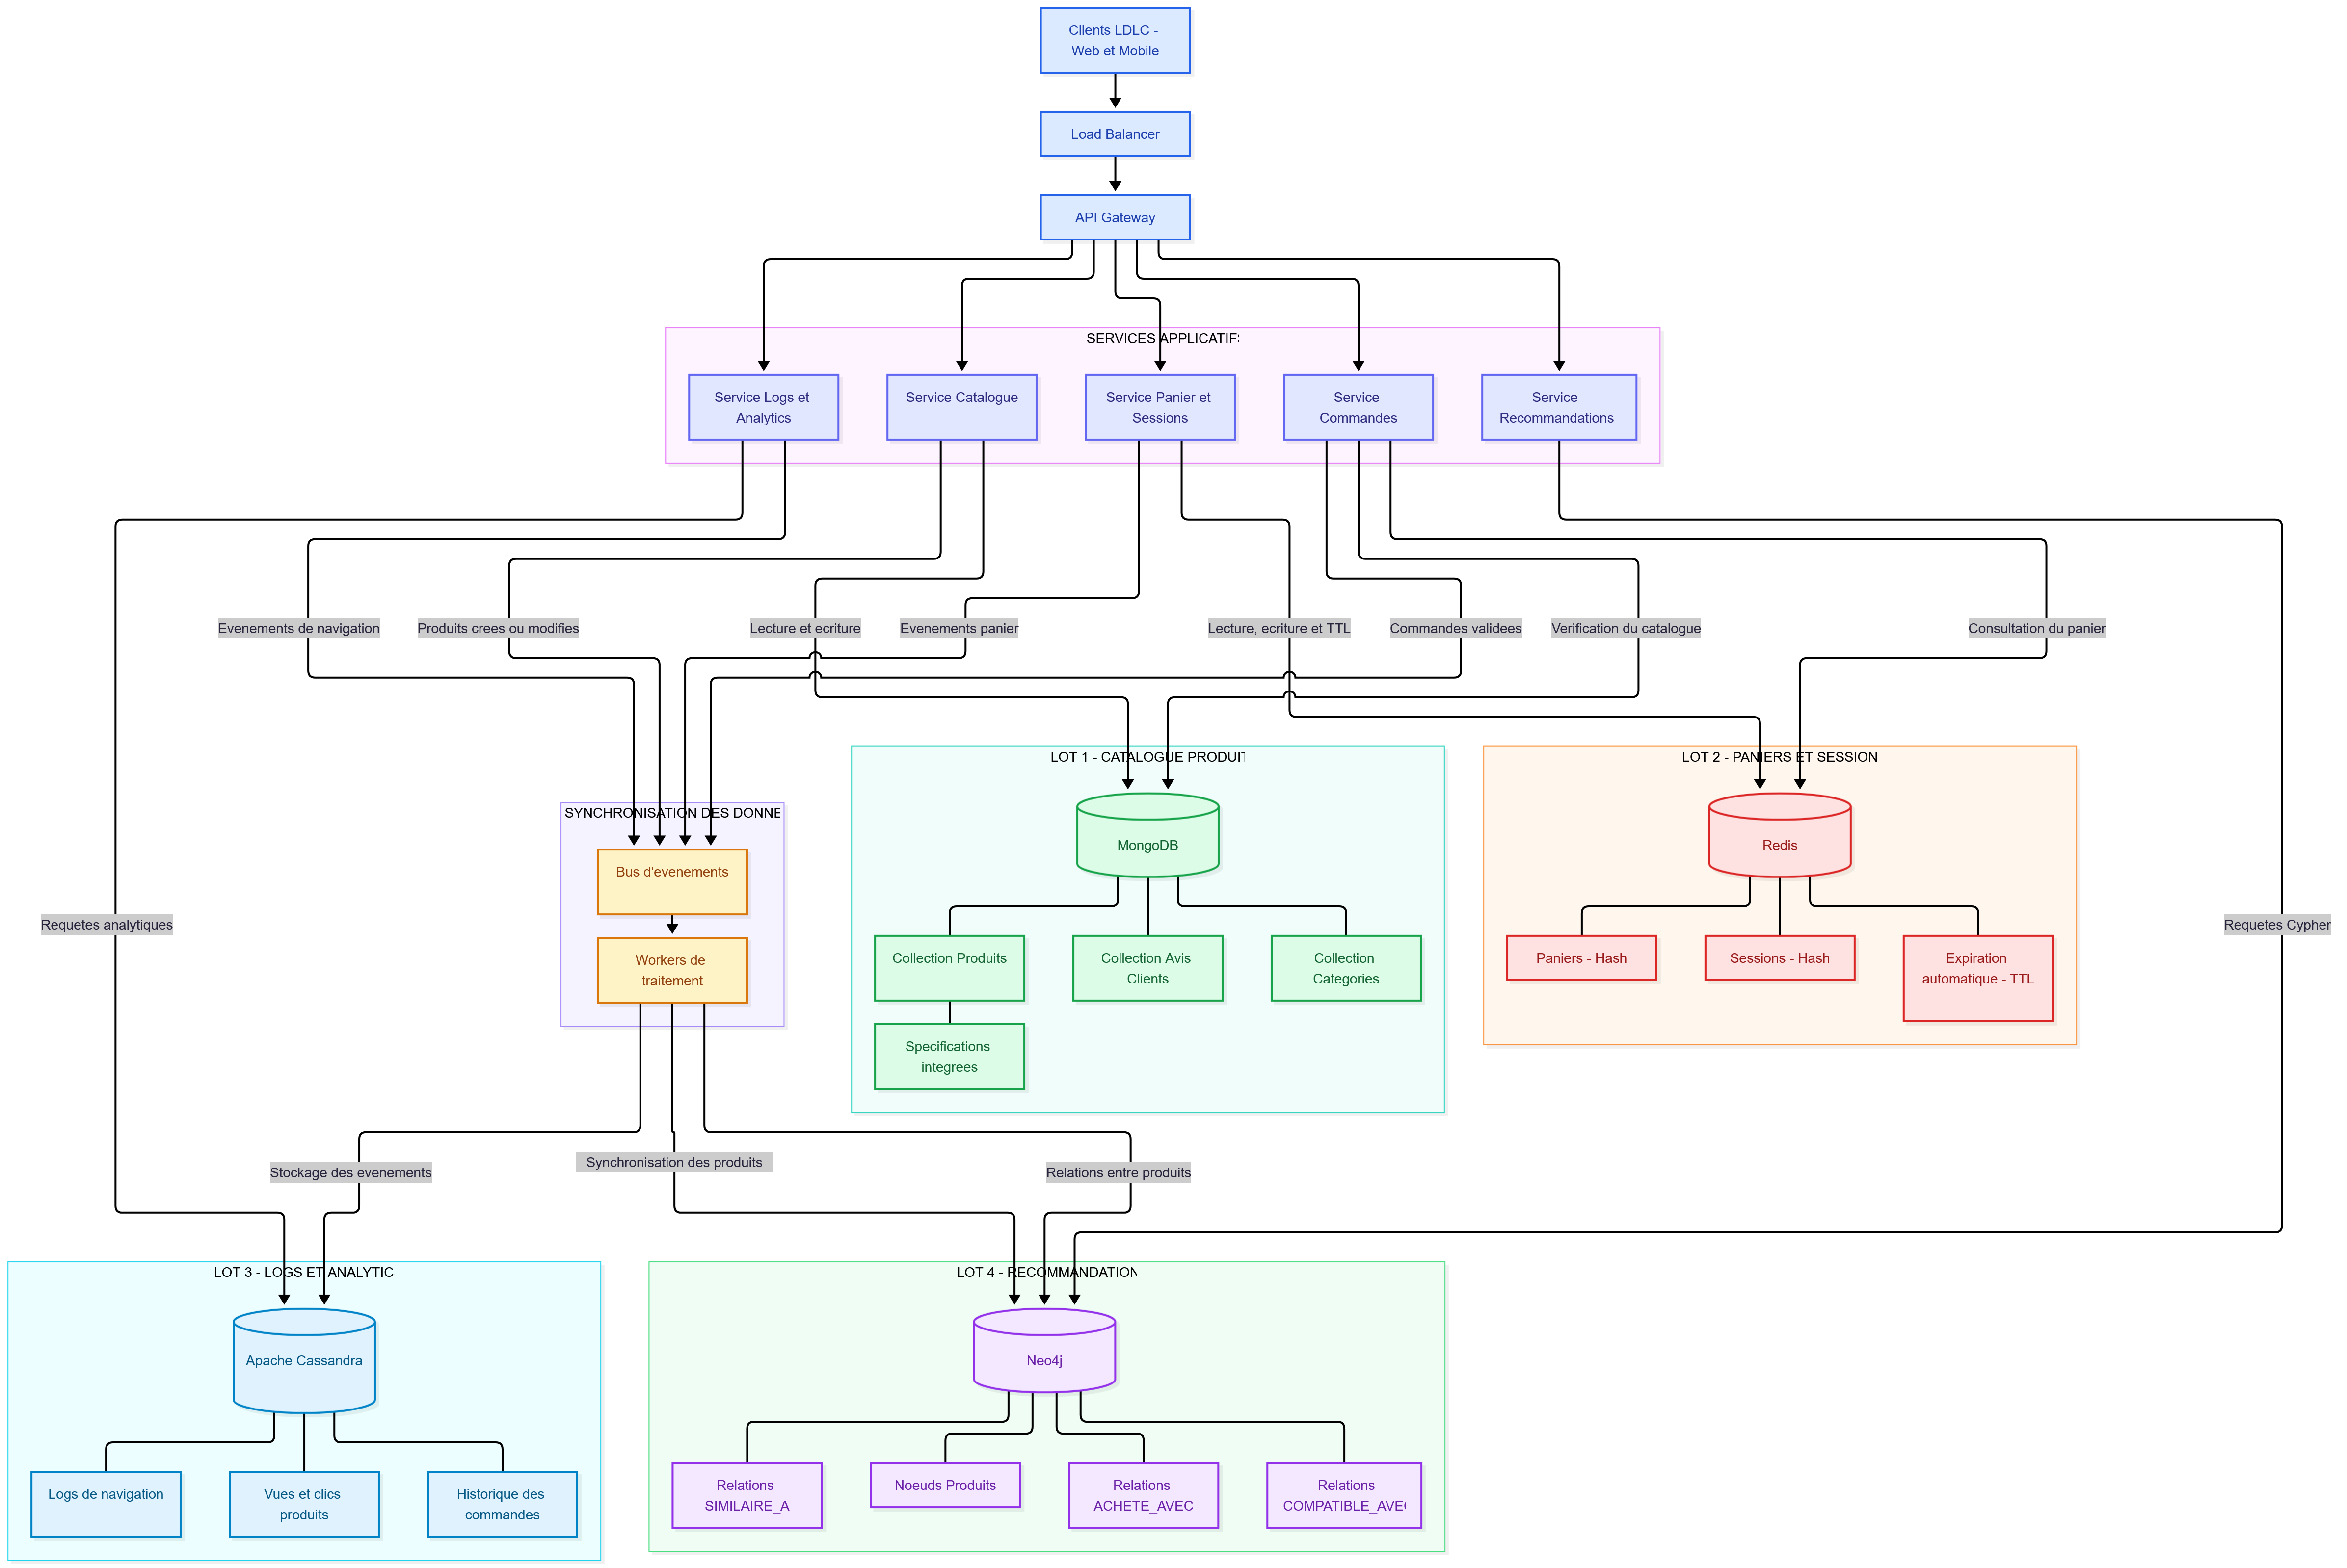 Clients LDLC -
Web et Mobile
Load Balancer
API Gateway
SERVICES APPLICATIFS
Service Logs et
Analytics
Service Catalogue
Service Panier et
Sessions
Service
Commandes
Service
Recommandations
Evenements de navigation
Produits crees ou modifies
Lecture et ecriture
Evenements panier
Lecture, ecriture et TTL
Commandes validees
Verification du catalogue
Consultation du panier
LOT 1 - CATALOGUE PRODUIT
LOT 2 - PANIERS ET SESSION
SYNCHRONISATION DES DONNE
MongoDB
Redis
Bus d'evenements
Requetes analytiques
Requetes Cypher
Workers de
traitement
Collection Produits
Collection Avis
Clients
Collection
Categories
Paniers - Hash
Sessions - Hash
Expiration
automatique - TTL
Specifications
integrees
Stockage des evenements
Synchronisation des produits
Relations entre produits
LOT 3 - LOGS ET ANALYTIC
LOT 4 - RECOMMANDATION
Apache Cassandra
Neo4j
Logs de navigation
Vues et clics
produits
Historique des
commandes
Relations
SIMILAIRE_A
Noeuds Produits
Relations
ACHETE_AVEC
Relations
COMPATIBLE_AVEC